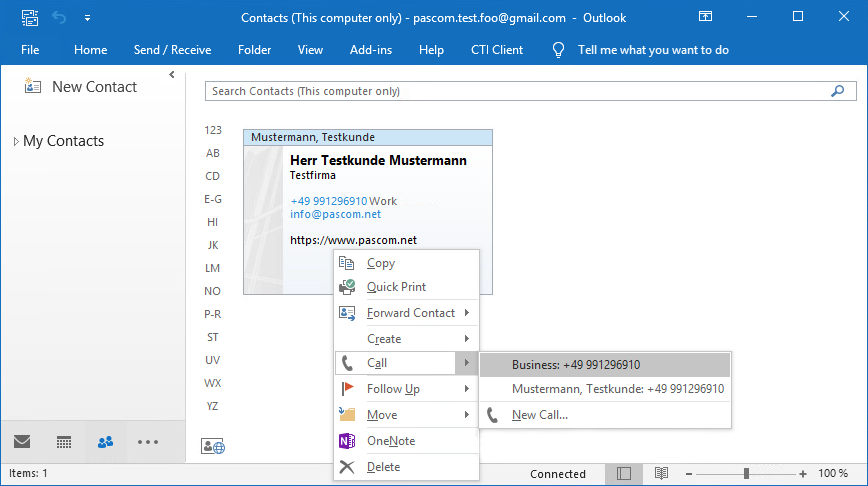 Contacts (This computer only) - pascom.test.foo@gmail.com - Outlook
File Home Send / Receive Folder View Add-ins Help CTI Client Tell me what you want to do
New Contact
My Contacts
Search Contacts (This computer only)
123
AB
CD
E-G
HI
JK
LM
NO
P-R
ST
UV
WX
YZ
Mustermann, Testkunde
Herr Testkunde Mustermann
Testfirma
+49 991296910 Work
info@pascom.net
https://www.pascom.net
Copy
Quick Print
Forward Contact
Create
Call
Follow Up
Move
OneNote
Delete
Business: +49 991296910
Mustermann, Testkunde: +49 991296910
New Call...
Items: 1
Connected
100 %